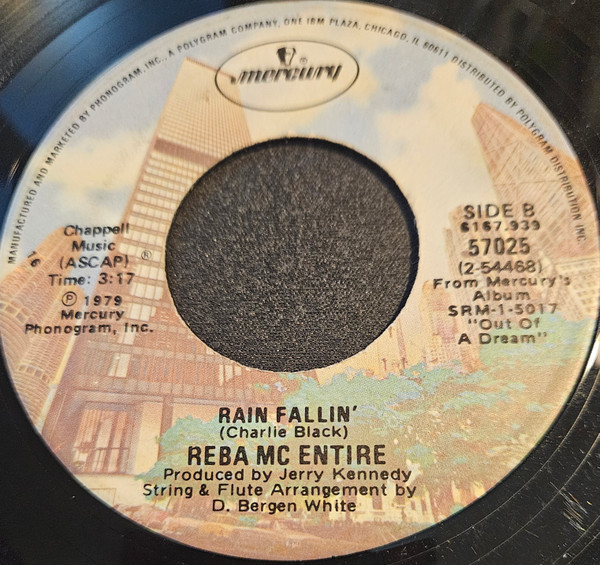 MANUFACTURED AND MARKETED BY PHONOGRAM, INC., A POLYGRAM COMPANY, ONE IBM PLAZA, CHICAGO, IL 60611 DISTRIBUTED BY POLYGRAM DISTRIBUTION INC.
mercury®
Chappell
Music
(ASCAP) ®
16
Time: 3:17
℗ 1979
Mercury
Phonogram, Inc.
SIDE B
6167.939
57025
(2-54468)
From Mercury's
Album
SRM-1-5017
"Out Of
A Dream"
RAIN FALLIN'
(Charlie Black)
REBA MC ENTIRE
Produced by Jerry Kennedy
String & Flute Arrangement by
D. Bergen White